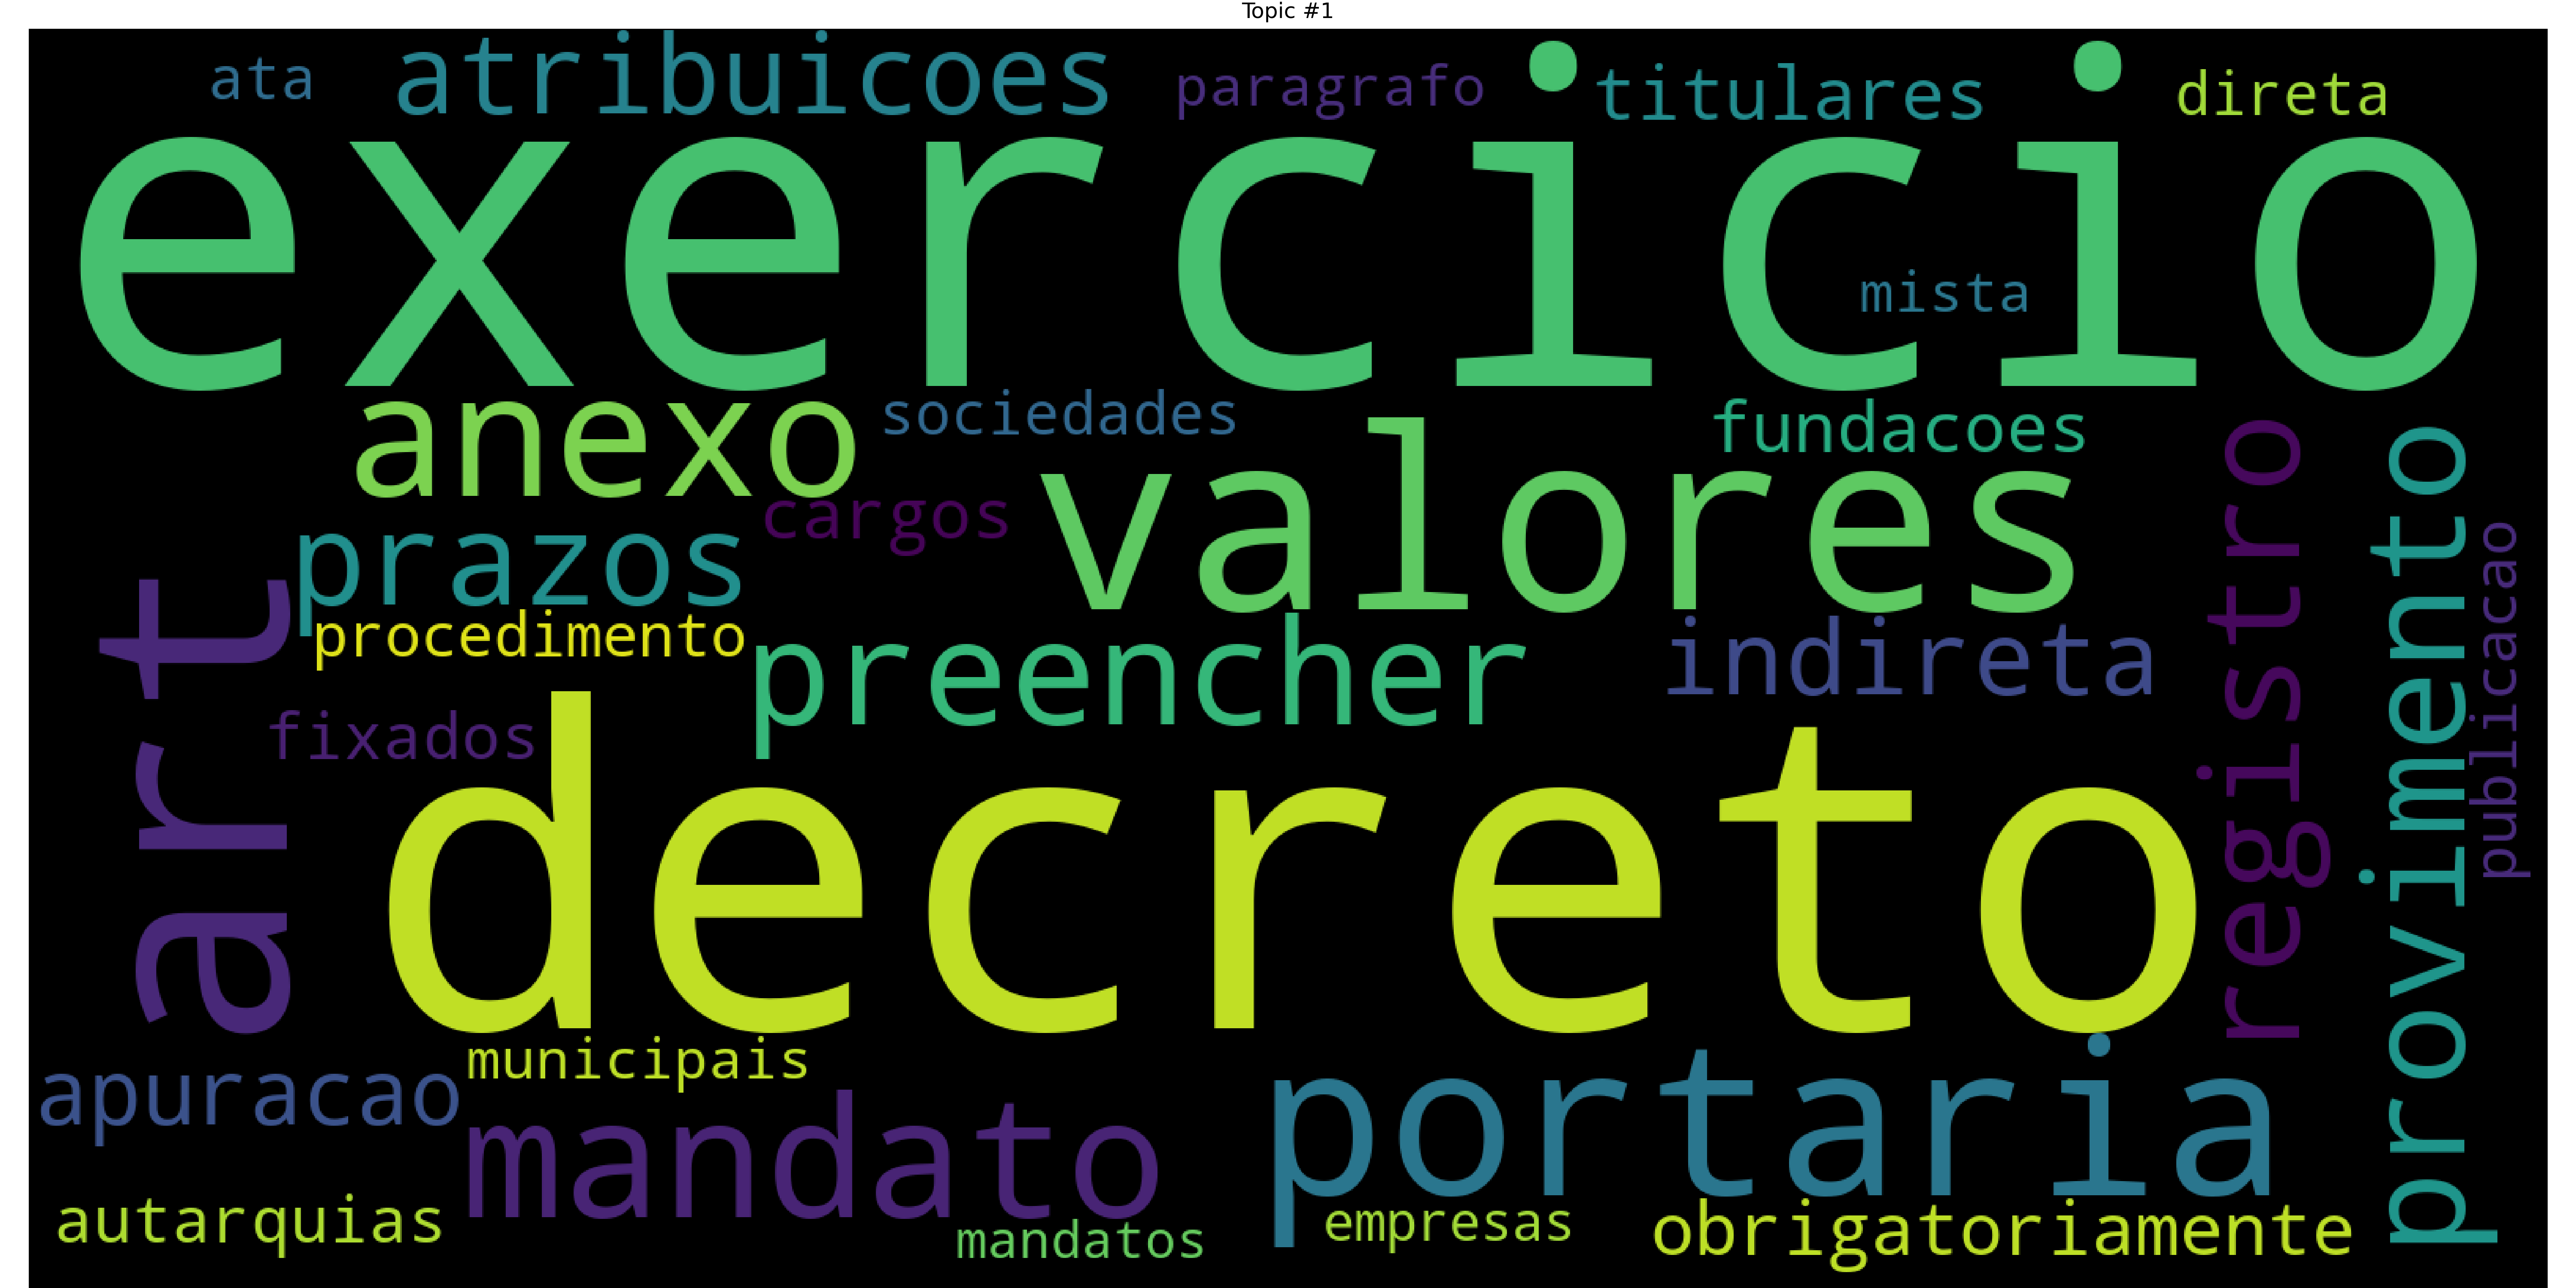 Topic #1
ata
atribuicoes
paragrafo
titulares
direta
exercicio
mista
anexo
sociedades
fundacoes
valores
cargos
prazos
procedimento
preencher
indireta
registro
provimento
publicacao
art
fixados
decreto
municipais
apuracao
mandato
portaria
autarquias
mandatos
empresas
obrigatoriamente